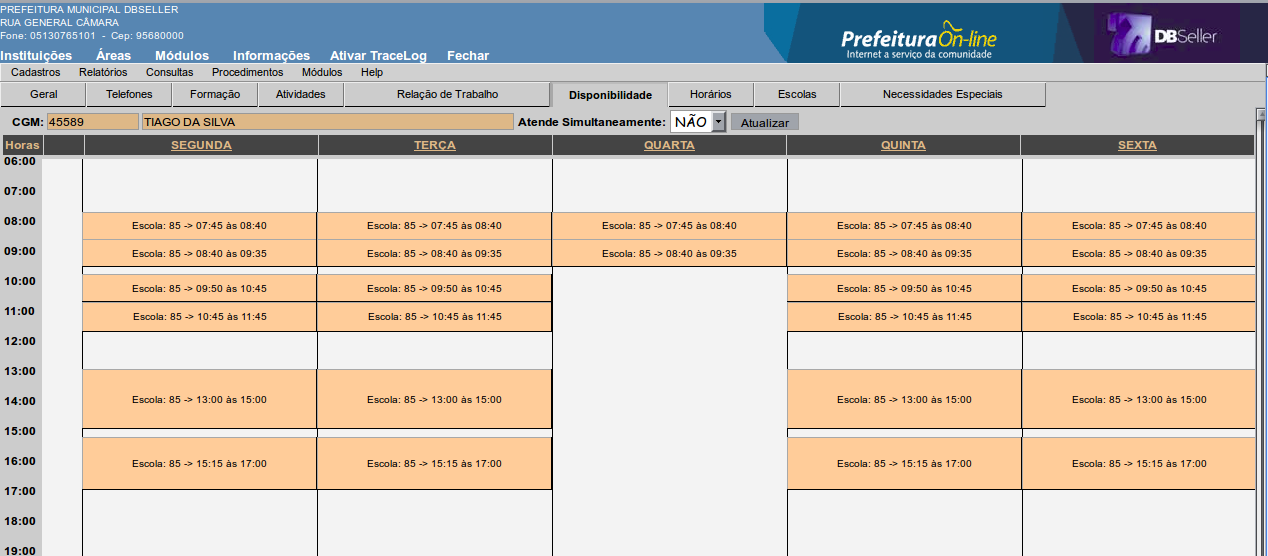 PREFEITURA MUNICIPAL DBSELLER
RUA GENERAL CÂMARA
Fone: 05130765101 - Cep: 95680000
PrefeituraOn-line
Internet a serviço da comunidade
DBSeller
Instituições Áreas Módulos Informações Ativar TraceLog Fechar
Cadastros Relatórios Consultas Procedimentos Módulos Help
Geral Telefones Formação Atividades Relação de Trabalho Disponibilidade Horários Escolas Necessidades Especiais
CGM: 45589 TIAGO DA SILVA Atende Simultaneamente: NÃO Atualizar
Horas SEGUNDA TERÇA QUARTA QUINTA SEXTA
06:00
07:00
08:00 Escola: 85 -> 07:45 às 08:40 Escola: 85 -> 07:45 às 08:40 Escola: 85 -> 07:45 às 08:40 Escola: 85 -> 07:45 às 08:40 Escola: 85 -> 07:45 às 08:40
09:00 Escola: 85 -> 08:40 às 09:35 Escola: 85 -> 08:40 às 09:35 Escola: 85 -> 08:40 às 09:35 Escola: 85 -> 08:40 às 09:35 Escola: 85 -> 08:40 às 09:35
10:00 Escola: 85 -> 09:50 às 10:45 Escola: 85 -> 09:50 às 10:45 Escola: 85 -> 09:50 às 10:45 Escola: 85 -> 09:50 às 10:45
11:00 Escola: 85 -> 10:45 às 11:45 Escola: 85 -> 10:45 às 11:45 Escola: 85 -> 10:45 às 11:45 Escola: 85 -> 10:45 às 11:45
12:00
13:00
14:00 Escola: 85 -> 13:00 às 15:00 Escola: 85 -> 13:00 às 15:00 Escola: 85 -> 13:00 às 15:00 Escola: 85 -> 13:00 às 15:00
15:00
16:00 Escola: 85 -> 15:15 às 17:00 Escola: 85 -> 15:15 às 17:00 Escola: 85 -> 15:15 às 17:00 Escola: 85 -> 15:15 às 17:00
17:00
18:00
19:00